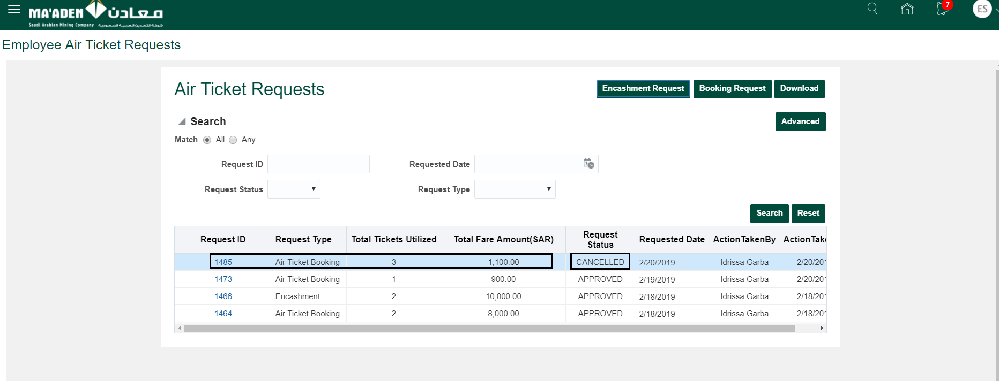 MA'ADEN معادن
Saudi Arabian Mining Company شركة التعدين العربية السعودية
7
ES
Employee Air Ticket Requests
Air Ticket Requests
Encashment Request Booking Request Download
Search
Advanced
Match All Any
Request ID Requested Date
Request Status Request Type
Search Reset
Request ID Request Type Total Tickets Utilized Total Fare Amount(SAR) Request Status Requested Date ActionTakenBy ActionTake
1485 Air Ticket Booking 3 1,100.00 CANCELLED 2/20/2019 Idrissa Garba 2/20/201
1473 Air Ticket Booking 1 900.00 APPROVED 2/19/2019 Idrissa Garba 2/20/201
1466 Encashment 2 10,000.00 APPROVED 2/18/2019 Idrissa Garba 2/18/201
1464 Air Ticket Booking 2 8,000.00 APPROVED 2/18/2019 Idrissa Garba 2/18/201